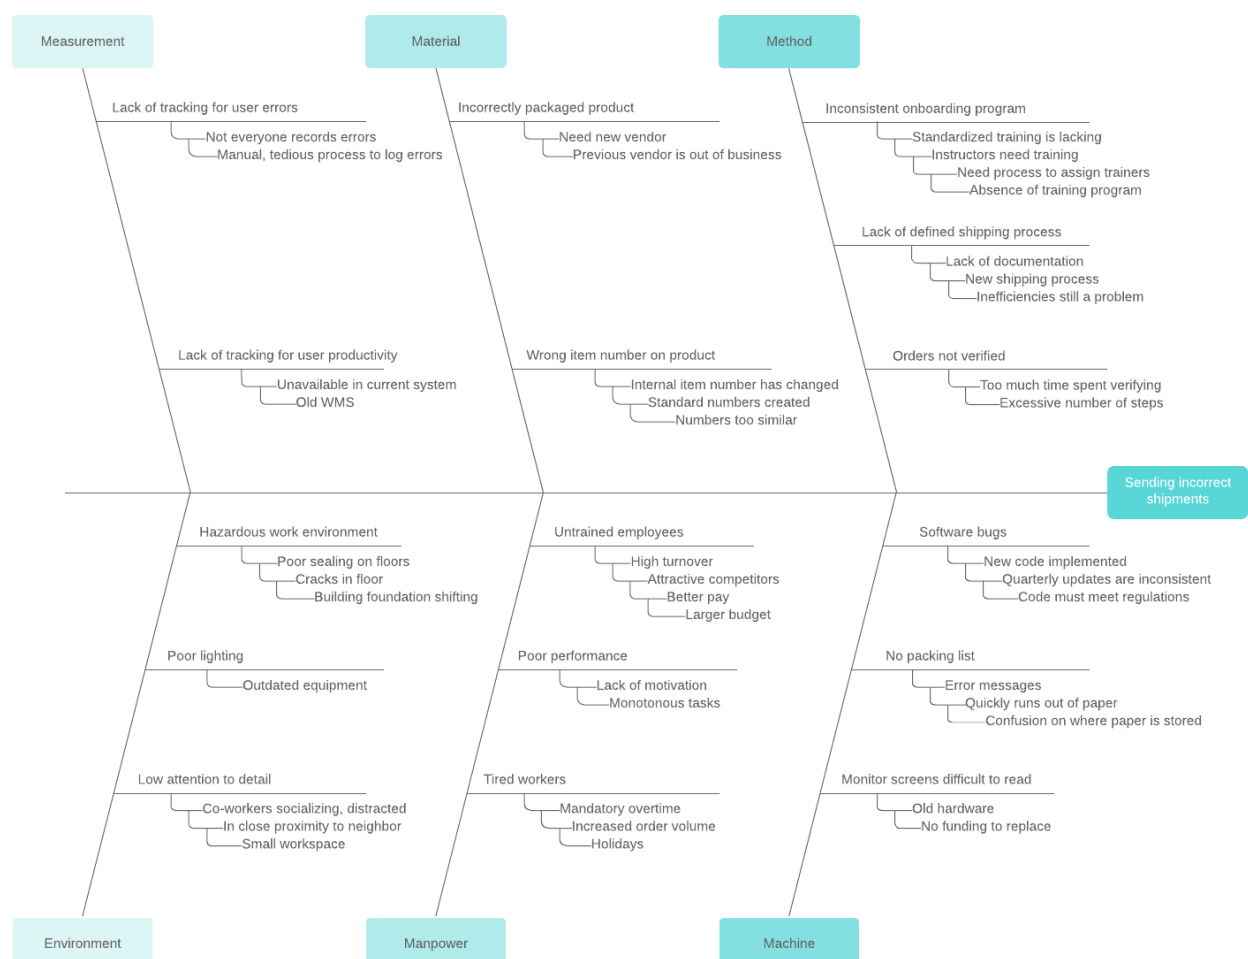 Measurement
Material
Method
Lack of tracking for user errors
Not everyone records errors
Manual, tedious process to log errors
Lack of tracking for user productivity
Unavailable in current system
Old WMS
Incorrectly packaged product
Need new vendor
Previous vendor is out of business
Wrong item number on product
Internal item number has changed
Standard numbers created
Numbers too similar
Inconsistent onboarding program
Standardized training is lacking
Instructors need training
Need process to assign trainers
Absence of training program
Lack of defined shipping process
Lack of documentation
New shipping process
Inefficiencies still a problem
Orders not verified
Too much time spent verifying
Excessive number of steps
Sending incorrect
shipments
Hazardous work environment
Poor sealing on floors
Cracks in floor
Building foundation shifting
Poor lighting
Outdated equipment
Low attention to detail
Co-workers socializing, distracted
In close proximity to neighbor
Small workspace
Untrained employees
High turnover
Attractive competitors
Better pay
Larger budget
Poor performance
Lack of motivation
Monotonous tasks
Tired workers
Mandatory overtime
Increased order volume
Holidays
Software bugs
New code implemented
Quarterly updates are inconsistent
Code must meet regulations
No packing list
Error messages
Quickly runs out of paper
Confusion on where paper is stored
Monitor screens difficult to read
Old hardware
No funding to replace
Environment
Manpower
Machine